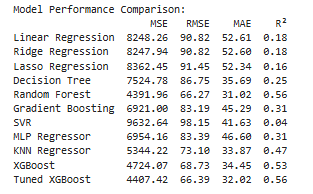 Model Performance Comparison:
MSE RMSE MAE R²
Linear Regression 8248.26 90.82 52.61 0.18
Ridge Regression 8247.94 90.82 52.60 0.18
Lasso Regression 8362.45 91.45 52.34 0.16
Decision Tree 7524.78 86.75 35.69 0.25
Random Forest 4391.96 66.27 31.02 0.56
Gradient Boosting 6921.00 83.19 45.29 0.31
SVR 9632.64 98.15 41.63 0.04
MLP Regressor 6954.16 83.39 46.60 0.31
KNN Regressor 5344.22 73.10 33.87 0.47
XGBoost 4724.07 68.73 34.45 0.53
Tuned XGBoost 4407.42 66.39 32.02 0.56